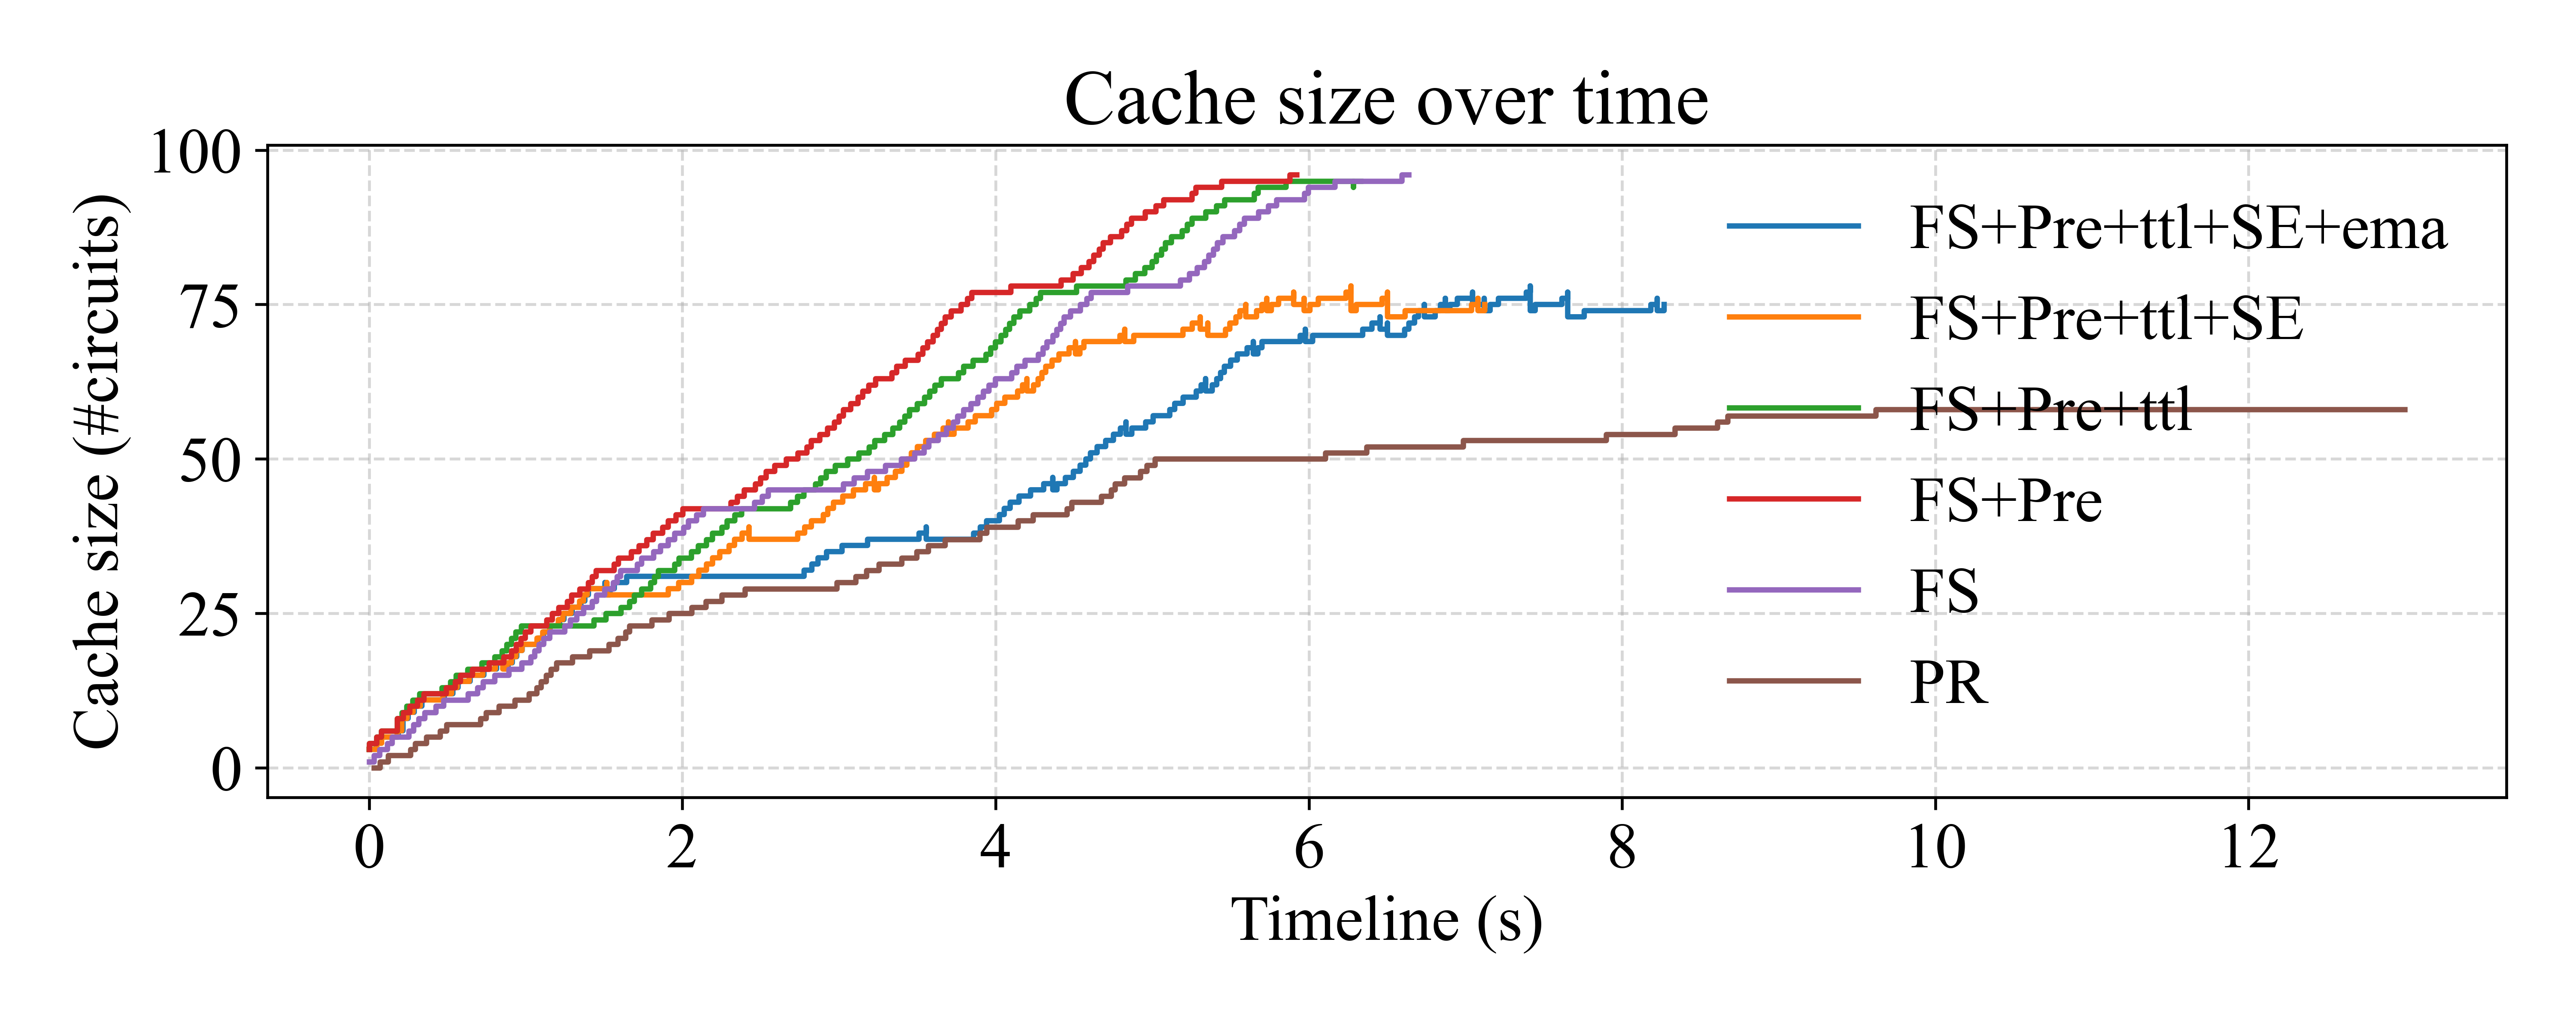 Cache size over time
Cache size (#circuits)
100
75
50
25
0
FS+Pre+ttl+SE+ema
FS+Pre+ttl+SE
FS+Pre+ttl
FS+Pre
FS
PR
0 2 4 6 8 10 12
Timeline (s)